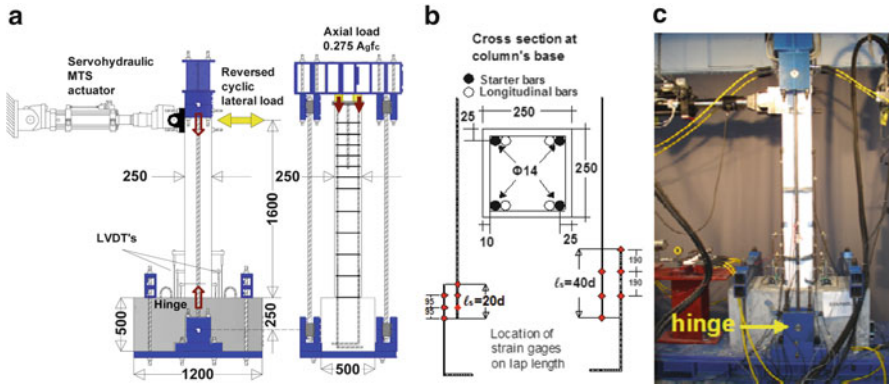 a
Servohydraulic
MTS
actuator
Reversed
cyclic
lateral load
Axial load
0.275 Agfc
250
250
1600
LVDT's
Hinge
500
250
1200
500
b
Cross section at
column's base
Starter bars
Longitudinal bars
250
25
Φ14
250
10
25
95
95
ℓs=20d
ℓs=40d
190
190
Location of
strain gages
on lap length
c
hinge